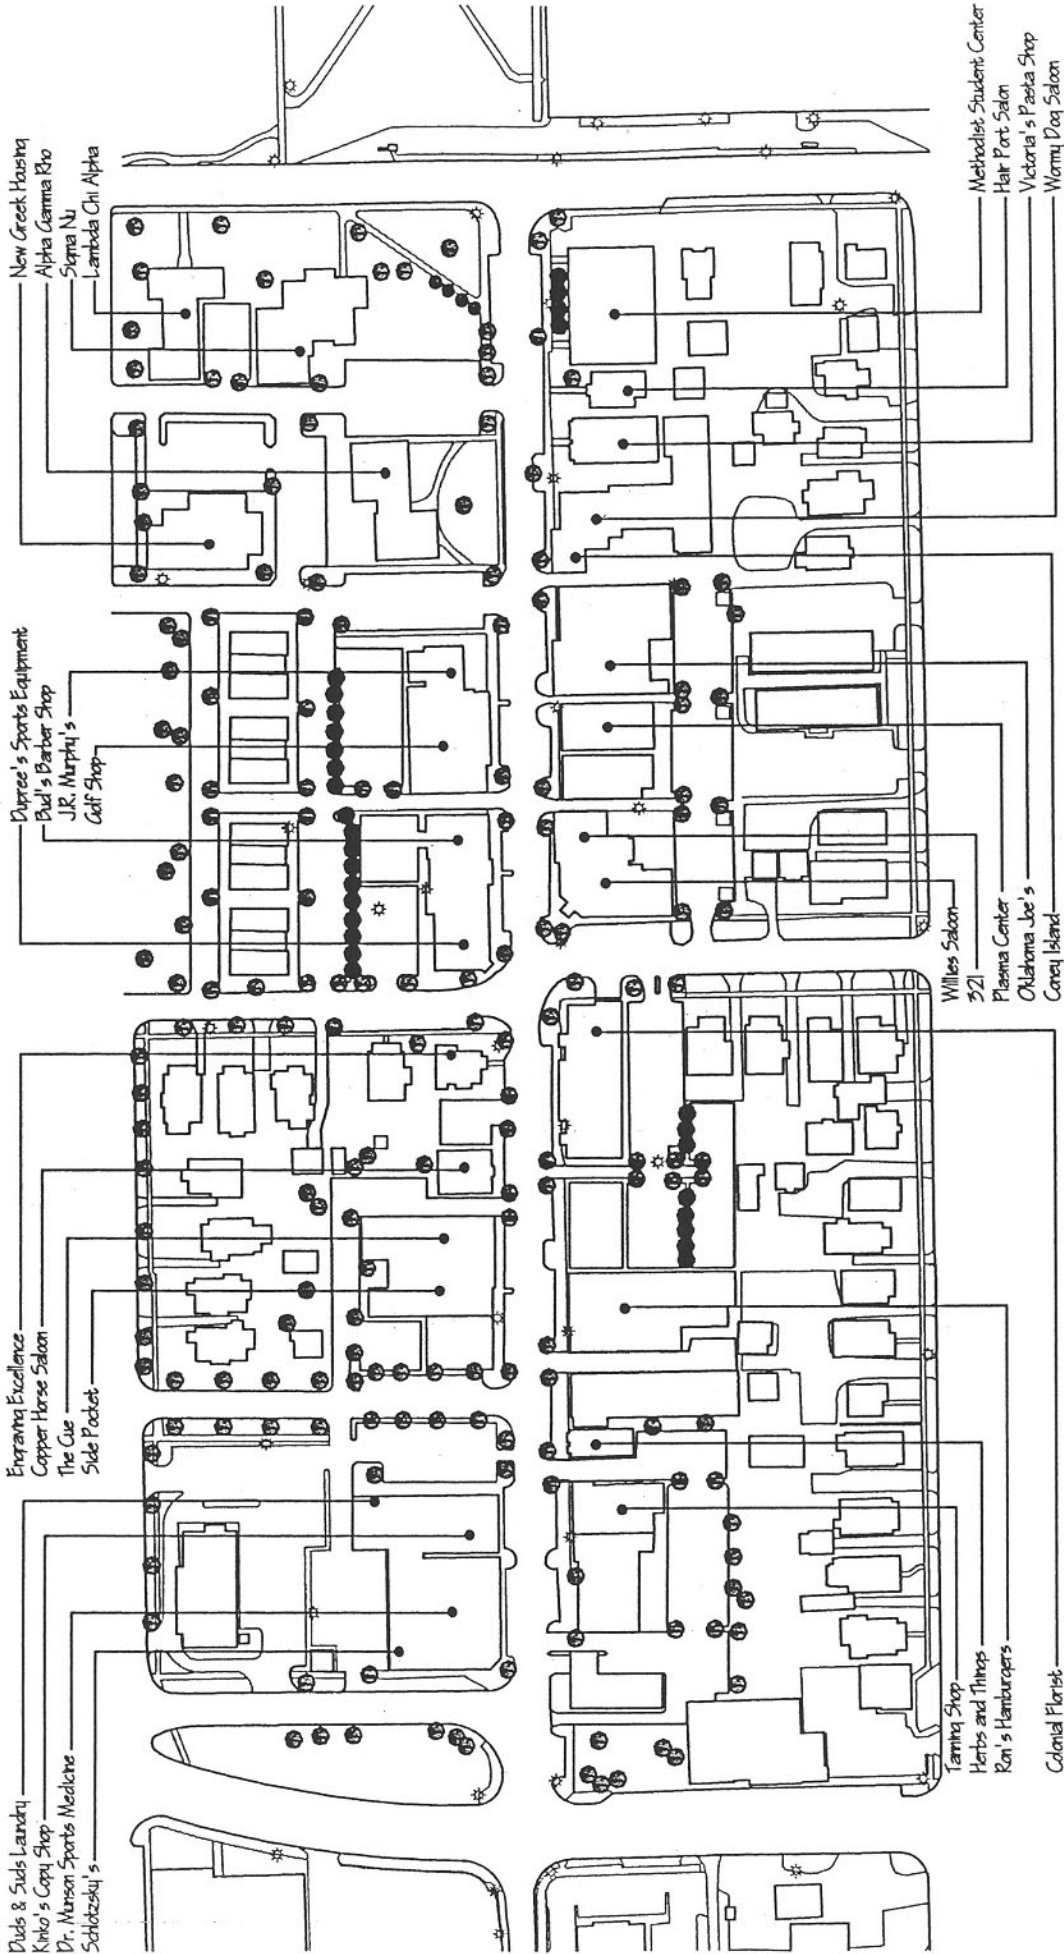 New Greek Housing
Alpha Gamma Rho
Sigma Nu
Lambda Chi Alpha
Dupree's Sports Equipment
Bud's Barber Shop
J.R. Murphy's
Golf Shop
Engraving Excellence
Copper Horse Saloon
The Cue
Side Pocket
Duds & Suds Laundry
Kinko's Copy Shop
Dr. Munson Sports Medicine
Schlotzsky's
Methodist Student Center
Hair Port Salon
Victoria's Pasta Shop
Wormy Dog Saloon
Willies Saloon
321
Plasma Center
Oklahoma Joe's
Coney Island
Tanning Shop
Herbs and Things
Ron's Hamburgers
Colonial Florist